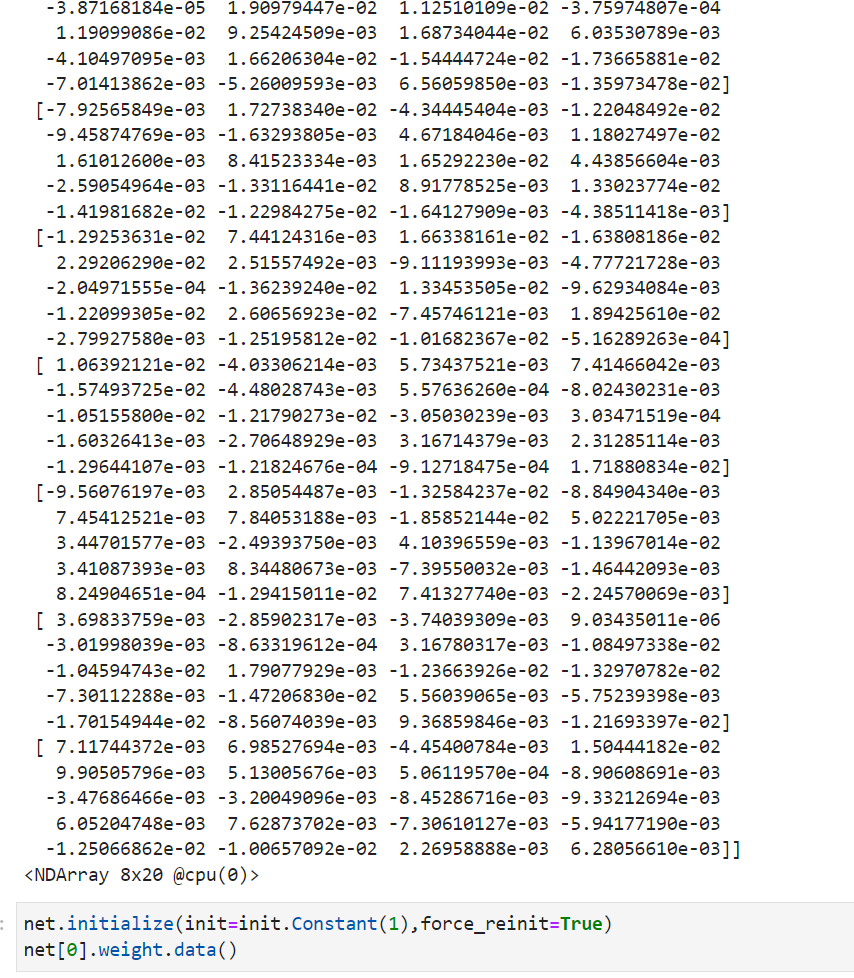 -3.87168184e-05 1.90979447e-02 1.12510109e-02 -3.75974807e-04
1.19099086e-02 9.25424509e-03 1.68734044e-02 6.03530789e-03
-4.10497095e-03 1.66206304e-02 -1.54444724e-02 -1.73665881e-02
-7.01413862e-03 -5.26009593e-03 6.56059850e-03 -1.35973478e-02]
[-7.92565849e-03 1.72738340e-02 -4.34445404e-03 -1.22048492e-02
-9.45874769e-03 -1.63293805e-02 4.67184046e-03 1.18027497e-02
1.61012600e-03 8.41523334e-03 1.65292230e-02 4.43856604e-03
-2.59054964e-03 -1.33116441e-02 8.91778525e-03 1.33023774e-02
-1.41981682e-02 -1.22984275e-02 -1.64127909e-03 -4.38511418e-03]
[-1.29253631e-02 7.44124316e-03 1.66338161e-02 -1.63808186e-02
2.29206290e-02 2.51557492e-03 -9.11193993e-03 -4.77721728e-03
-2.04971555e-04 -1.36239240e-02 1.33453505e-02 -9.62934084e-03
-1.22099305e-02 2.60656923e-02 -7.45746121e-03 1.89425610e-02
-2.79927580e-03 -1.25195812e-02 -1.01682367e-02 -5.16289263e-04]
[ 1.06392121e-02 -4.03306214e-03 5.73437521e-03 7.41466042e-03
-1.57493725e-02 -4.48028743e-03 5.57636260e-04 -8.02430231e-03
-1.05155800e-02 -1.21790273e-02 -3.05030239e-03 3.03471519e-04
-1.60326413e-02 -2.70648929e-03 3.16714379e-03 2.31285114e-03
-1.29644107e-03 -1.21824676e-04 -9.12718475e-04 1.71880834e-02]
[-9.56076197e-03 2.85054487e-03 -1.32584237e-02 -8.84904340e-03
7.45412521e-03 7.84053188e-03 -1.85852144e-02 5.02221705e-03
3.44701577e-03 -2.49393750e-03 4.10396559e-03 -1.13967014e-02
3.41087393e-03 8.34480673e-03 -7.39550032e-03 -1.46442093e-03
8.24904651e-04 -1.29415011e-02 7.41327740e-03 -2.24570069e-03]
[ 3.69833759e-03 -2.85902317e-03 -3.74039309e-03 9.03435011e-06
-3.01998039e-03 -8.63319612e-04 3.16780317e-03 -1.08497338e-02
-1.04594743e-02 1.79077929e-03 -1.23663926e-02 -1.32970782e-02
-7.30112288e-03 -1.47206830e-02 5.56039065e-03 -5.75239398e-03
-1.70154944e-02 -8.56074039e-03 9.36859846e-03 -1.21693397e-02]
[ 7.11744372e-03 6.98527694e-03 -4.45400784e-03 1.50444182e-02
9.90505796e-03 5.13005676e-03 5.06119570e-04 -8.90608691e-03
-3.47686466e-03 -3.20049096e-03 -8.45286716e-03 -9.33212694e-03
6.05204748e-03 7.62873702e-03 -7.30610127e-03 -5.94177190e-03
-1.25066862e-02 -1.00657092e-02 2.26958888e-03 6.28056610e-03]]
<NDArray 8x20 @cpu(0)>
: net.initialize(init=init.Constant(1),force_reinit=True)
net[0].weight.data()